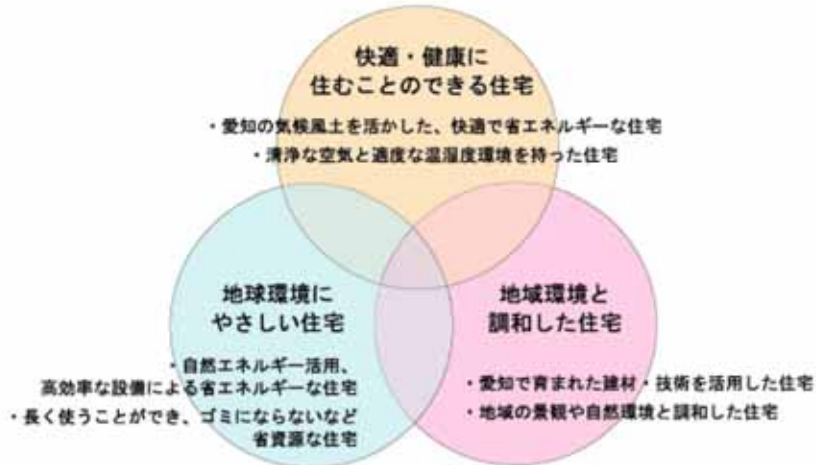 快適・健康に
住むことのできる住宅
・愛知の気候風土を活かした、快適で省エネルギーな住宅
・清浄な空気と適度な温湿度環境を持った住宅
地球環境に
やさしい住宅
・自然エネルギー活用、
高効率な設備による省エネルギーな住宅
・長く使うことができ、ゴミにならないなど
省資源な住宅
地域環境と
調和した住宅
・愛知で育まれた建材・技術を活用した住宅
・地域の景観や自然環境と調和した住宅